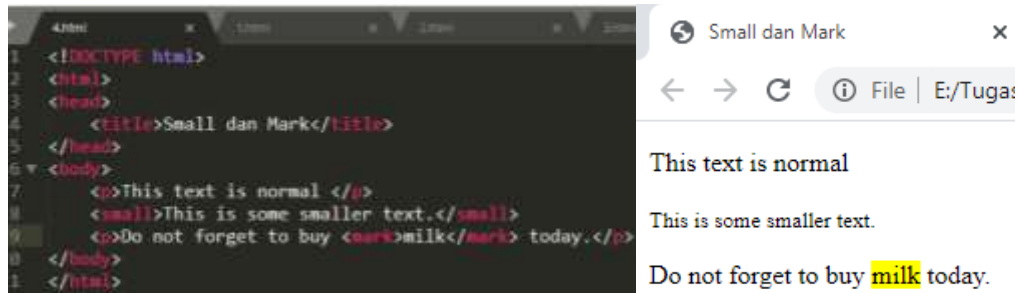 4.html
1 <!DOCTYPE html>
2 <html>
3 <head>
4 <title>Small dan Mark</title>
5 </head>
6 <body>
7 <p>This text is normal </p>
8 <small>This is some smaller text.</small>
9 <p>Do not forget to buy <mark>milk</mark> today.</p>
0 </body>
1 </html>
Small dan Mark
File E:/Tugas
This text is normal
This is some smaller text.
Do not forget to buy milk today.